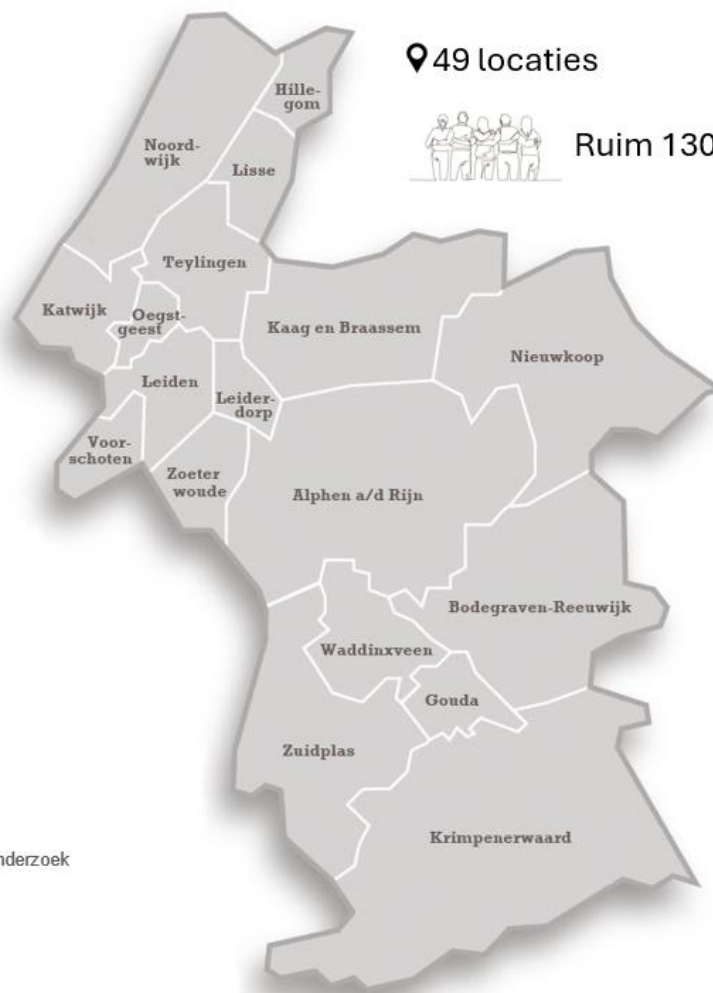 49 locaties
Ruim 130
Hille-
gom
Noord-
wijk
Lisse
Teylingen
Katwijk
Oegst-
geest
Kaag en Braassem
Nieuwkoop
Leiden
Leider-
dorp
Voor-
schoten
Zoeter
woude
Alphen a/d Rijn
Bodegraven-Reeuwijk
Waddinxveen
Gouda
Zuidplas
Krimpenerwaard
nderzoek